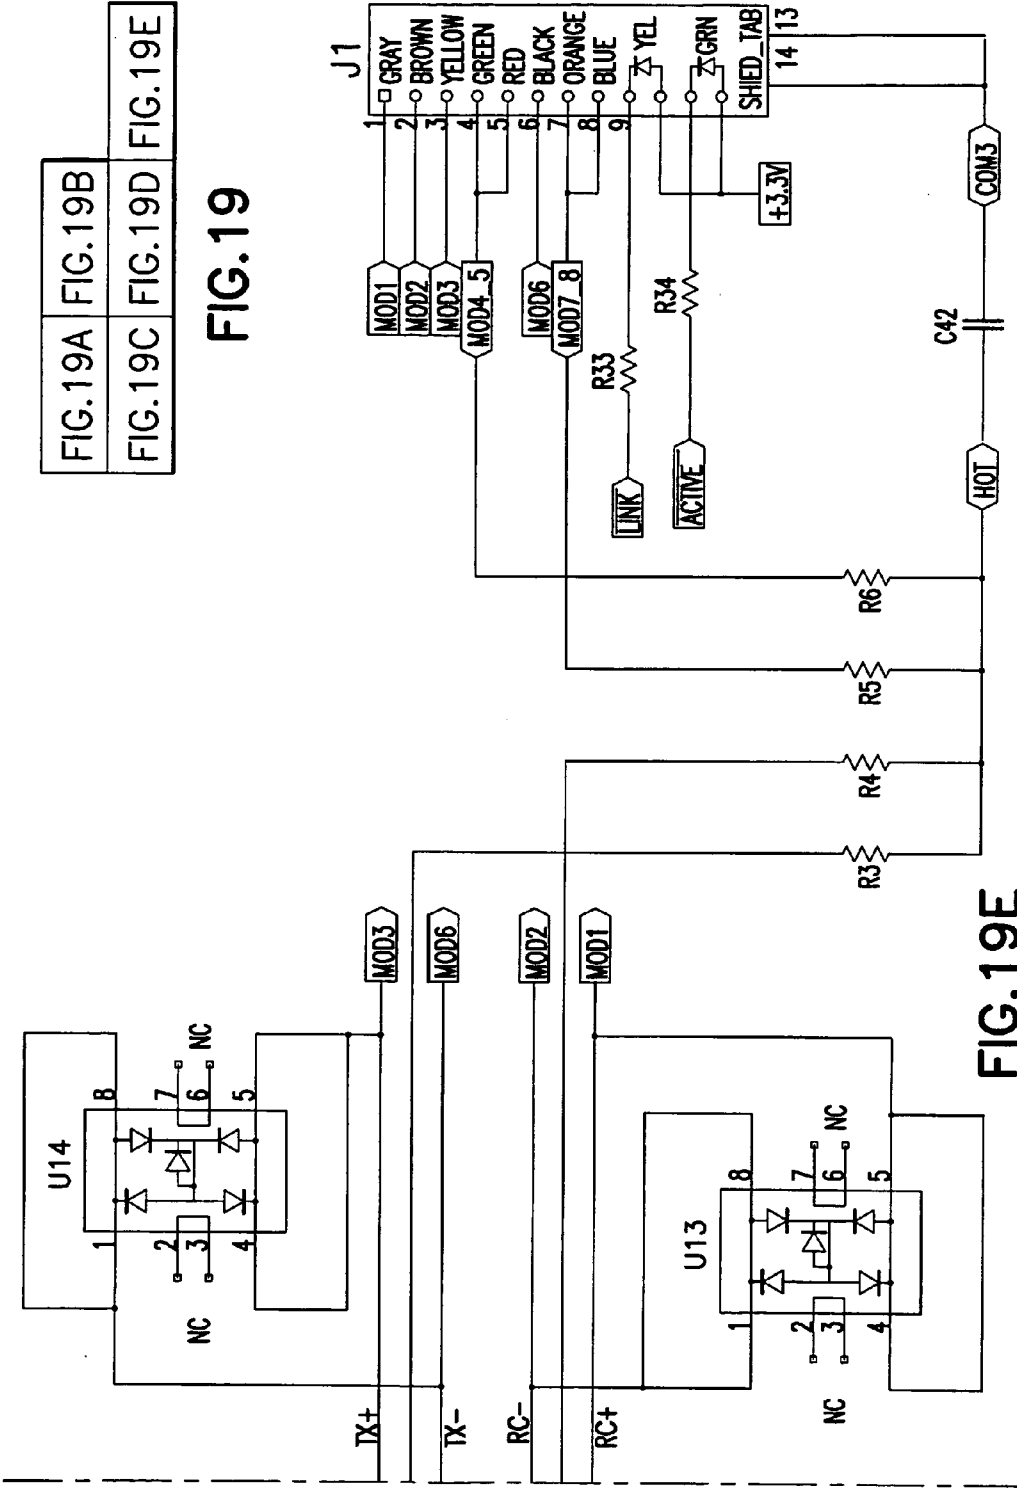 FIG.19A FIG.19B
FIG.19C FIG.19D FIG.19E
FIG.19
J1
1 GRAY
2 BROWN
3 YELLOW
4 GREEN
5 RED
6 BLACK
7 ORANGE
8 BLUE
9 YEL
GRN
SHIED_TAB
14 13
MOD1
MOD2
MOD3
MOD4_5
MOD6
MOD7_8
R33
R34
LINK
ACTIVE
+3.3V
COM3
C42
HOT
R6
R5
R4
R3
MOD3
MOD6
MOD2
MOD1
U14
1 8
2 7
3 6
4 5
NC NC
U13
1 8
2 7
3 6
4 5
NC NC
TX+
TX-
RC-
RC+
FIG.19E